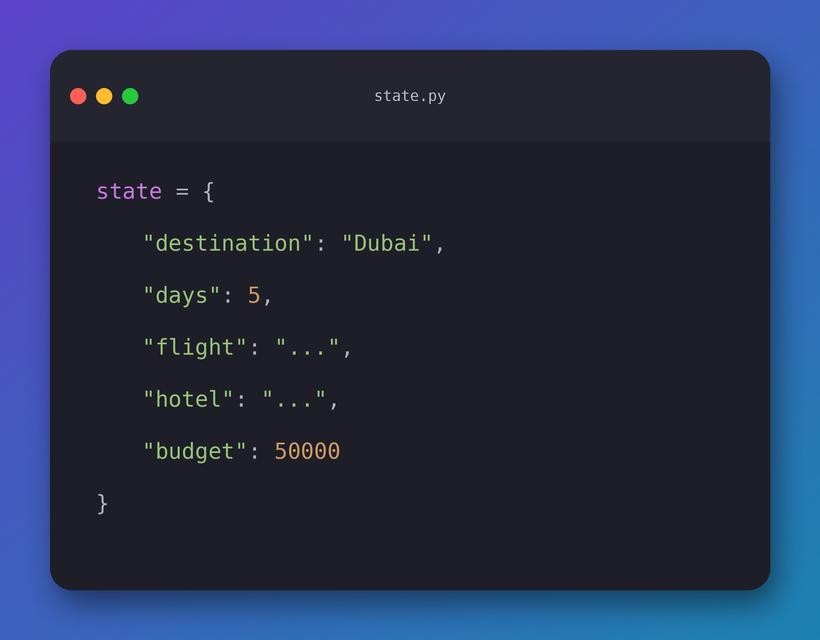 state.py
state = {
"destination": "Dubai",
"days": 5,
"flight": "...",
"hotel": "...",
"budget": 50000
}